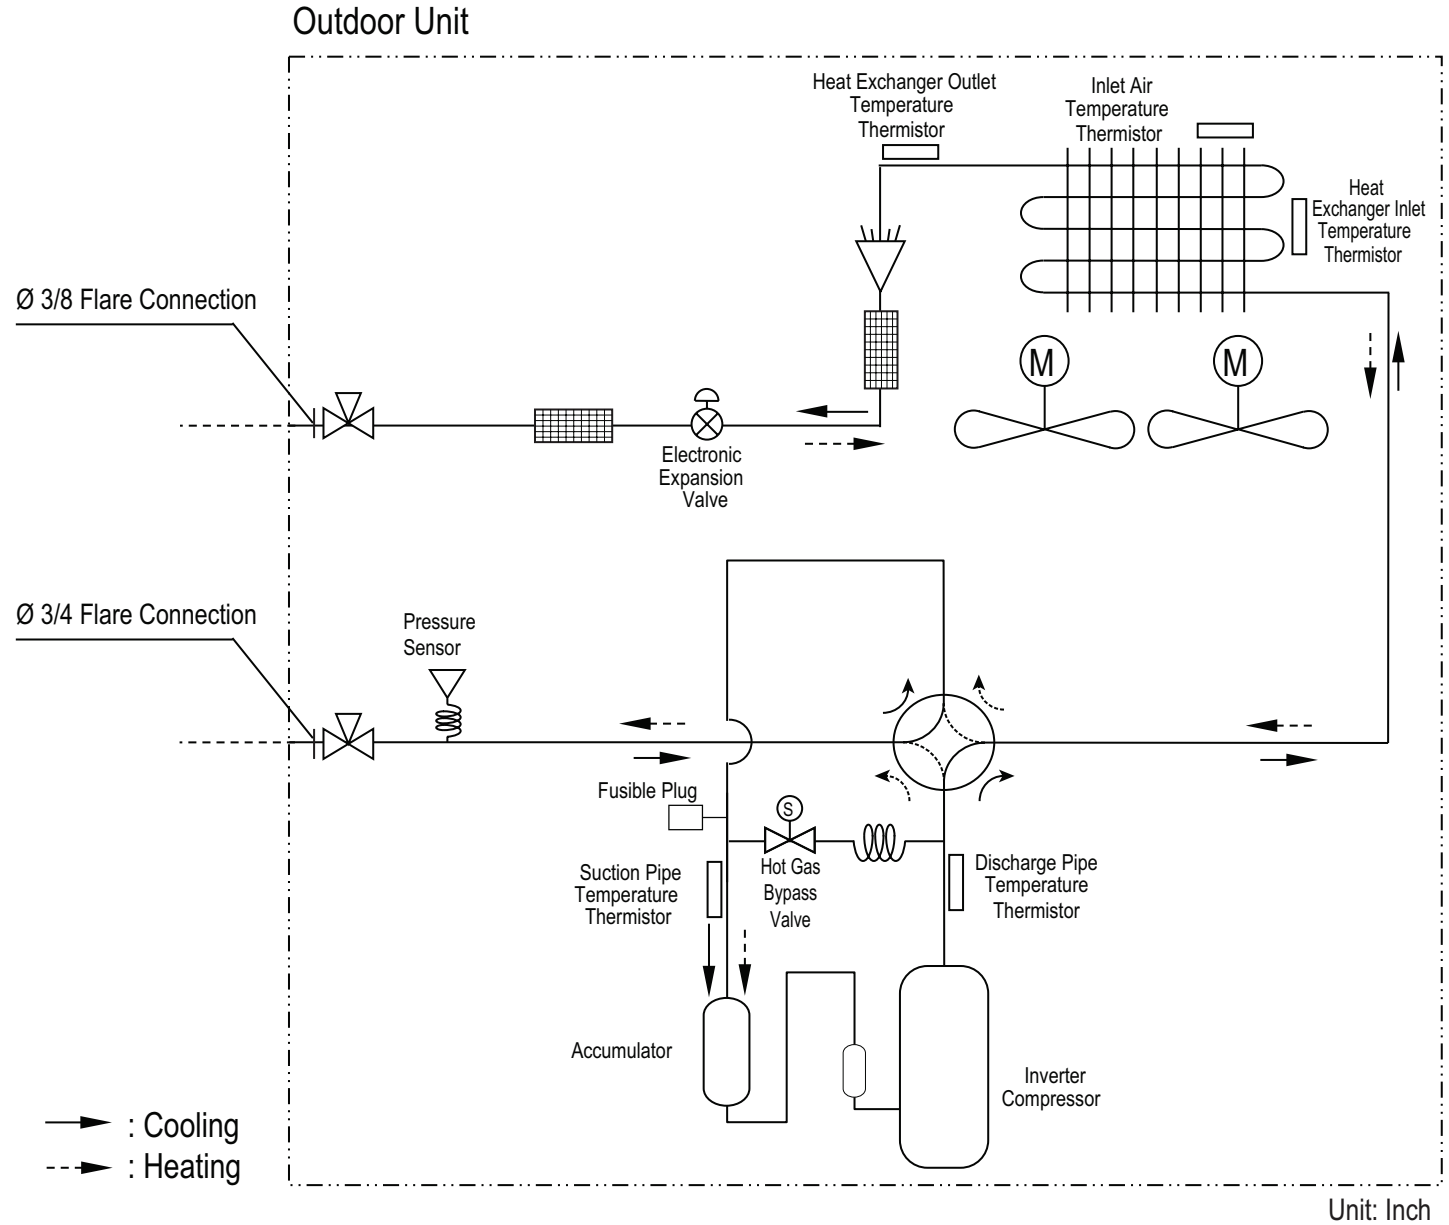 Outdoor Unit
Heat Exchanger Outlet
Temperature
Thermistor
Inlet Air
Temperature
Thermistor
Heat
Exchanger Inlet
Temperature
Thermistor
Ø 3/8 Flare Connection
M
M
Electronic
Expansion
Valve
Ø 3/4 Flare Connection
Pressure
Sensor
Fusible Plug
S
Hot Gas
Bypass
Valve
Suction Pipe
Temperature
Thermistor
Discharge Pipe
Temperature
Thermistor
Accumulator
Inverter
Compressor
: Cooling
: Heating
Unit: Inch